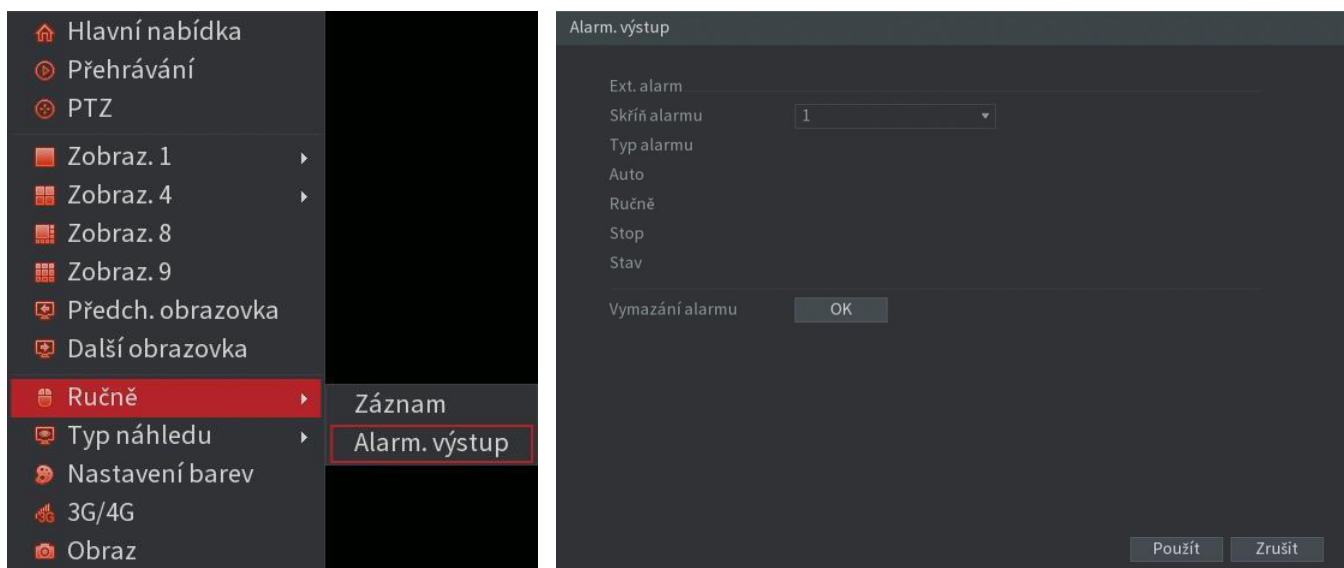 Hlavní nabídka
Přehrávání
PTZ
Zobraz. 1
Zobraz. 4
Zobraz. 8
Zobraz. 9
Předch. obrazovka
Další obrazovka
Ručně
Typ náhledu
Nastavení barev
3G/4G
Obraz
Záznam
Alarm. výstup
Alarm. výstup
Ext. alarm
Skříň alarmu 1
Typ alarmu
Auto
Ručně
Stop
Stav
Vymazání alarmu OK
Použít Zrušit